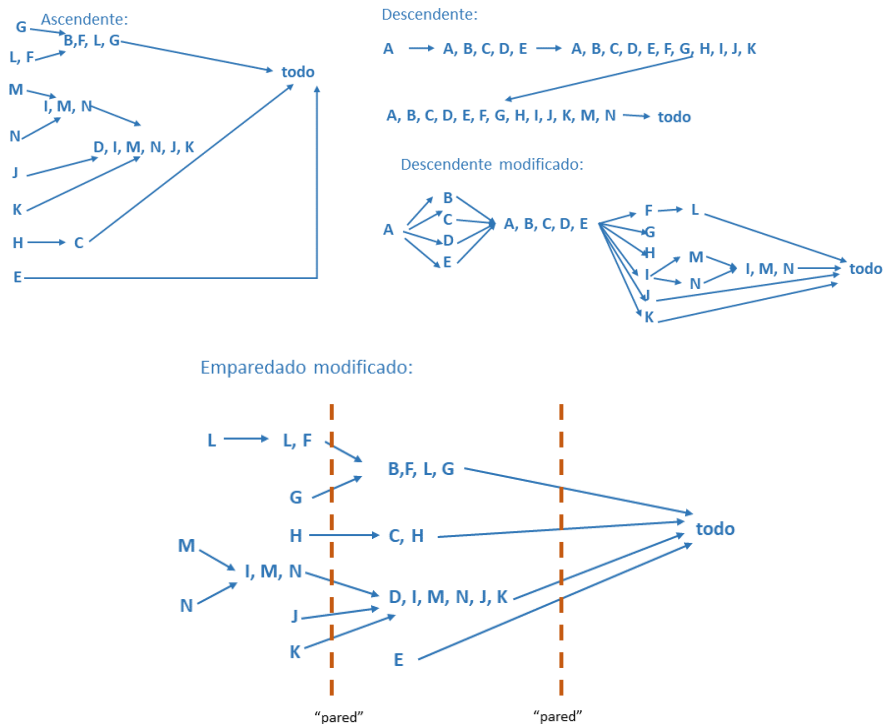 Ascendente:
G
B,F, L, G
L, F
todo
M
I, M, N
N
D, I, M, N, J, K
J
K
H
C
E
Descendente:
A
A, B, C, D, E
A, B, C, D, E, F, G, H, I, J, K
A, B, C, D, E, F, G, H, I, J, K, M, N
todo
Descendente modificado:
A
B
C
D
E
A, B, C, D, E
F
L
G
H
I
M
N
I, M, N
J
K
todo
Emparedado modificado:
L
L, F
B,F, L, G
G
H
C, H
todo
M
I, M, N
N
D, I, M, N, J, K
J
K
E
“pared”
“pared”